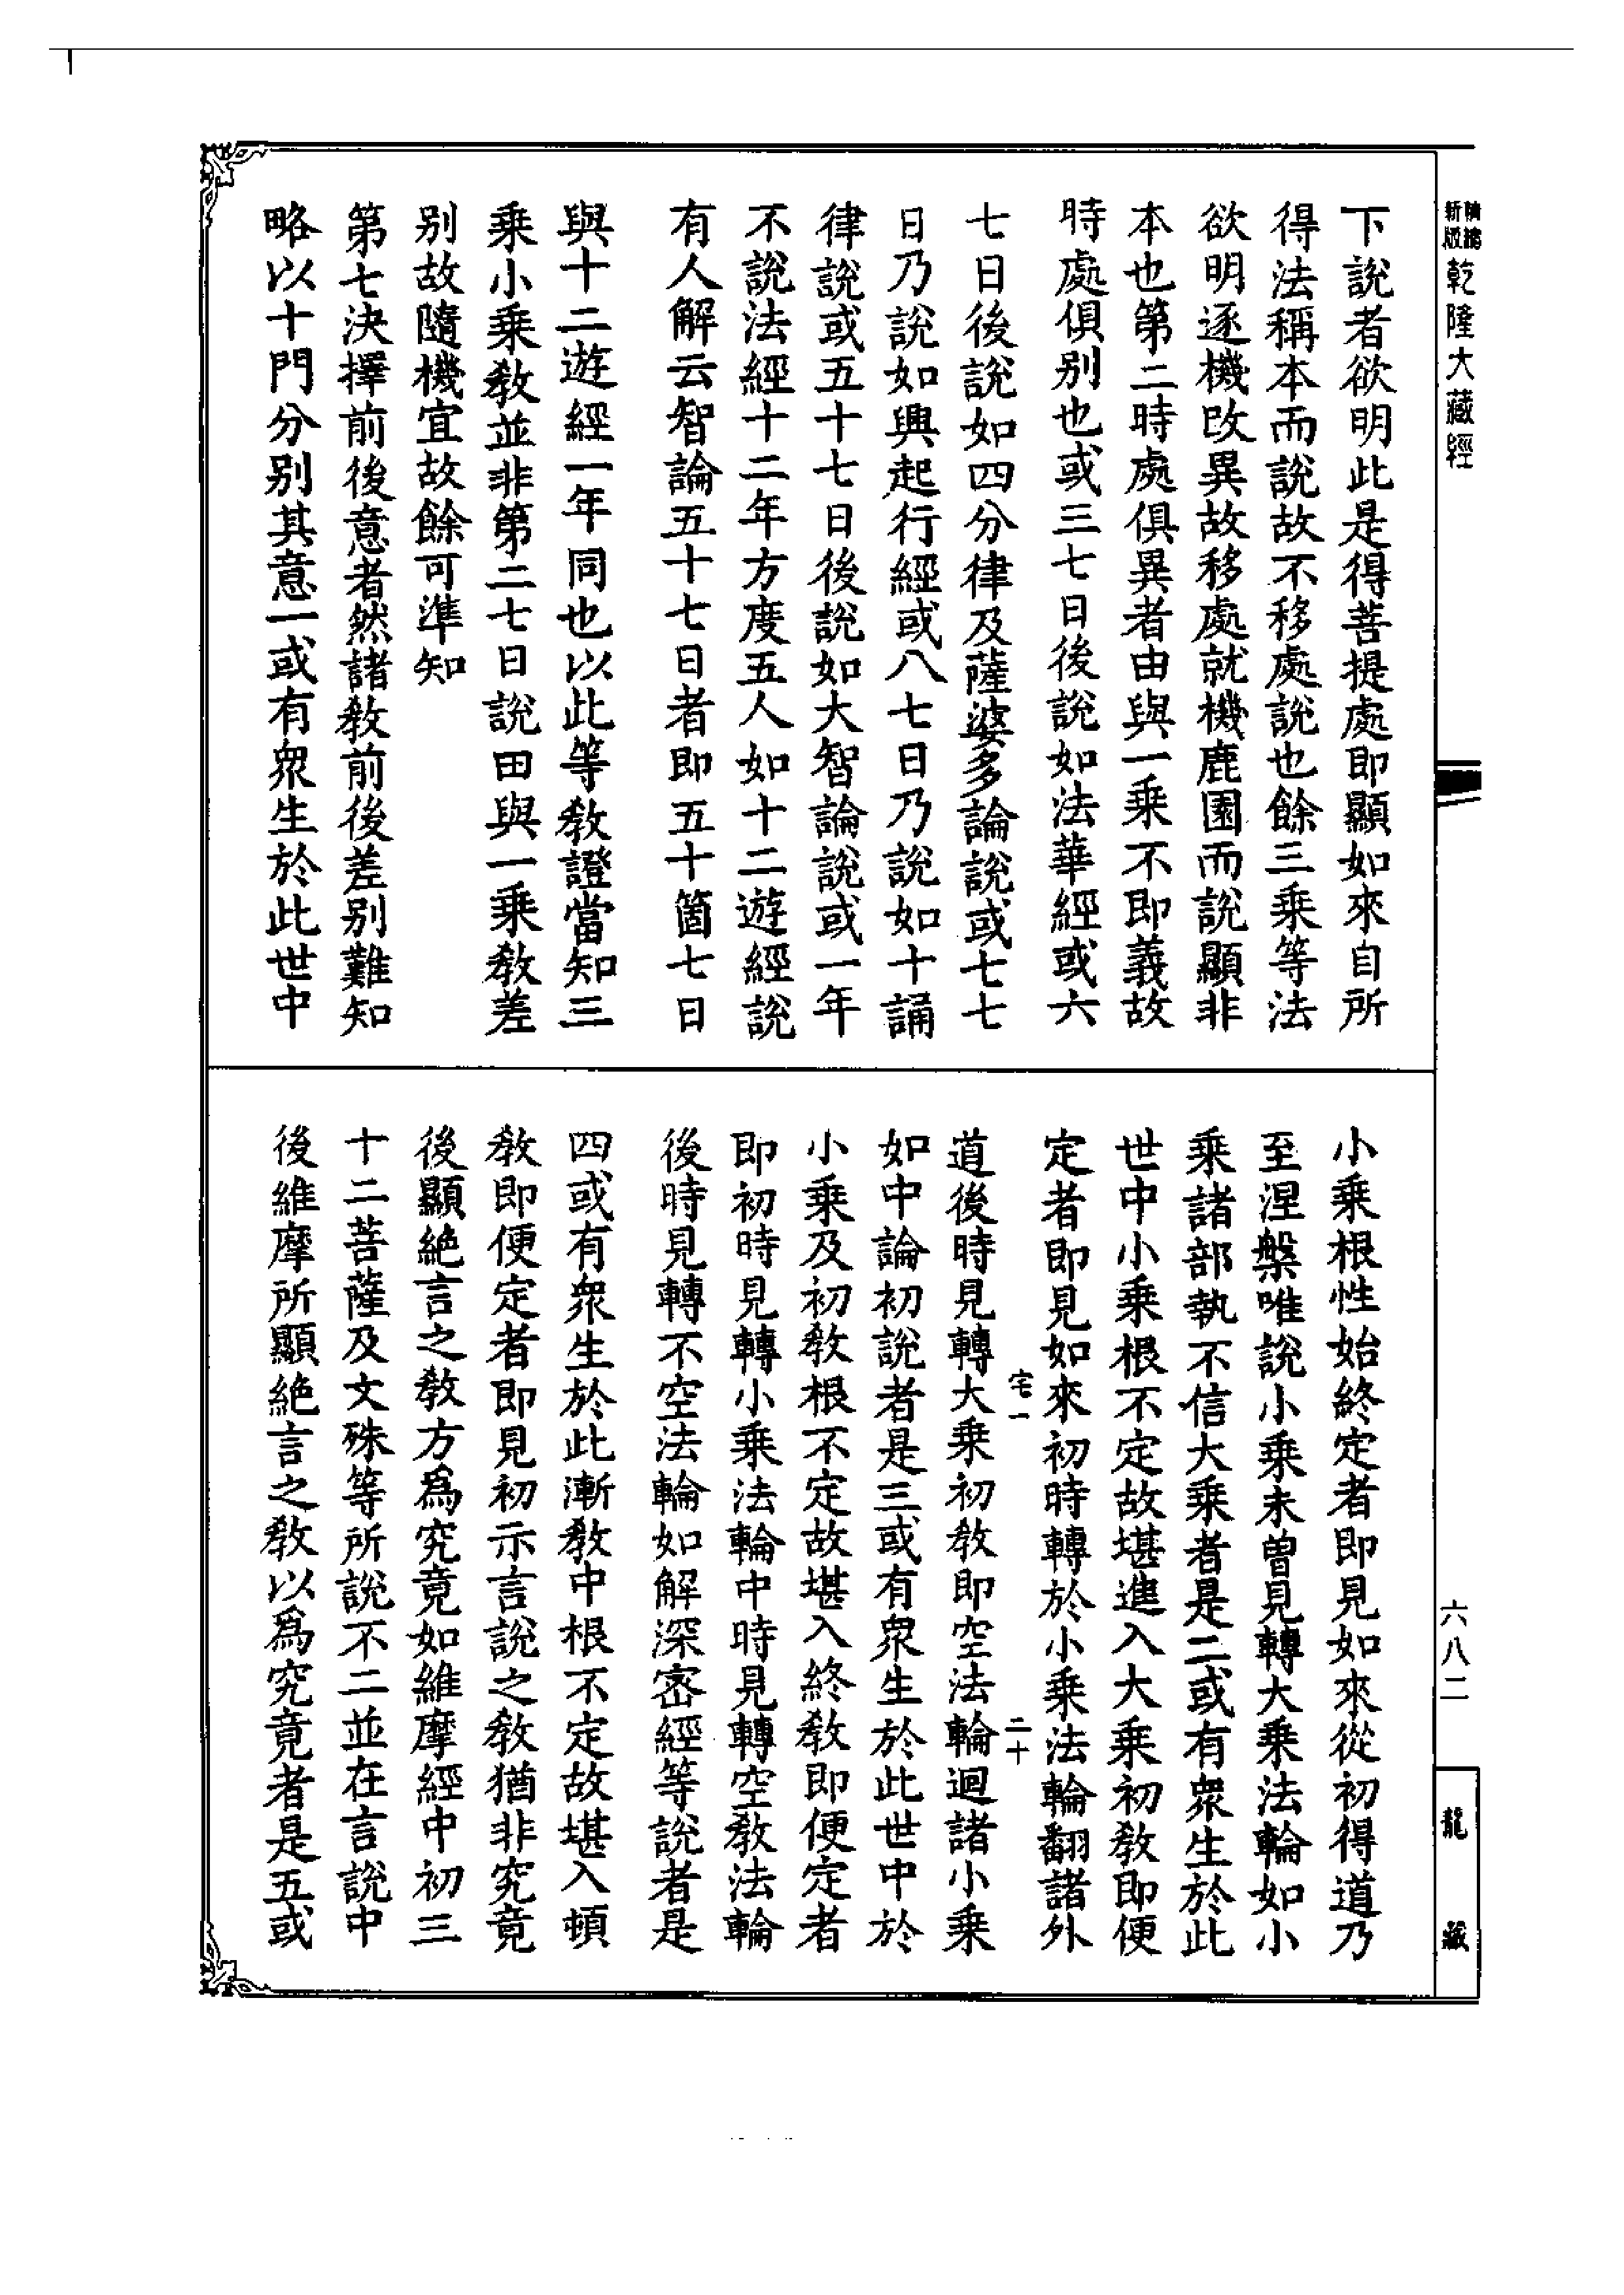 精編
新版
乾隆大藏經
下說者欲明此是得菩提處即顯如來自所
得法稱本而說故不移處說也餘三乘等法
欲明逐機改異故移處就機鹿園而說顯非
本也第二時處俱異者由與一乘不即義故
時處俱别也或三七日後說如法華經或六
七日後說如四分律及薩婆多論說或七七
日乃說如興起行經或八七日乃說如十誦
律說或五十七日後說如大智論說或一年
不說法經十二年方度五人如十二遊經說
有人解云智論五十七日者即五十箇七日
與十二遊經一年同也以此等教證當知三
乘小乘教並非第二七日說田與一乘教差
别故隨機宜故餘可準知
第七決擇前後意者然諸教前後差别難知
略以十門分别其意一或有衆生於此世中
小乘根性始終定者即見如來從初得道乃
至涅槃唯說小乘未曾見轉大乘法輪如小
乘諸部執不信大乘者是二或有衆生於此
世中小乘根不定故堪進入大乘初教即便
定者即見如來初時轉於小乘法輪翻諸外
宅一 二十
道後時見轉大乘初教即空法輪迴諸小乘
如中論初說者是三或有衆生於此世中於
小乘及初教根不定故堪入終教即便定者
即初時見轉小乘法輪中時見轉空教法輪
後時見轉不空法輪如解深密經等說者是
四或有衆生於此漸教中根不定故堪入頓
教即便定者即見初示言說之教猶非究竟
後顯絶言之教方爲究竟如維摩經中初三
十二菩薩及文殊等所說不二並在言說中
後維摩所顯絶言之教以爲究竟者是五或
六八二
龍藏